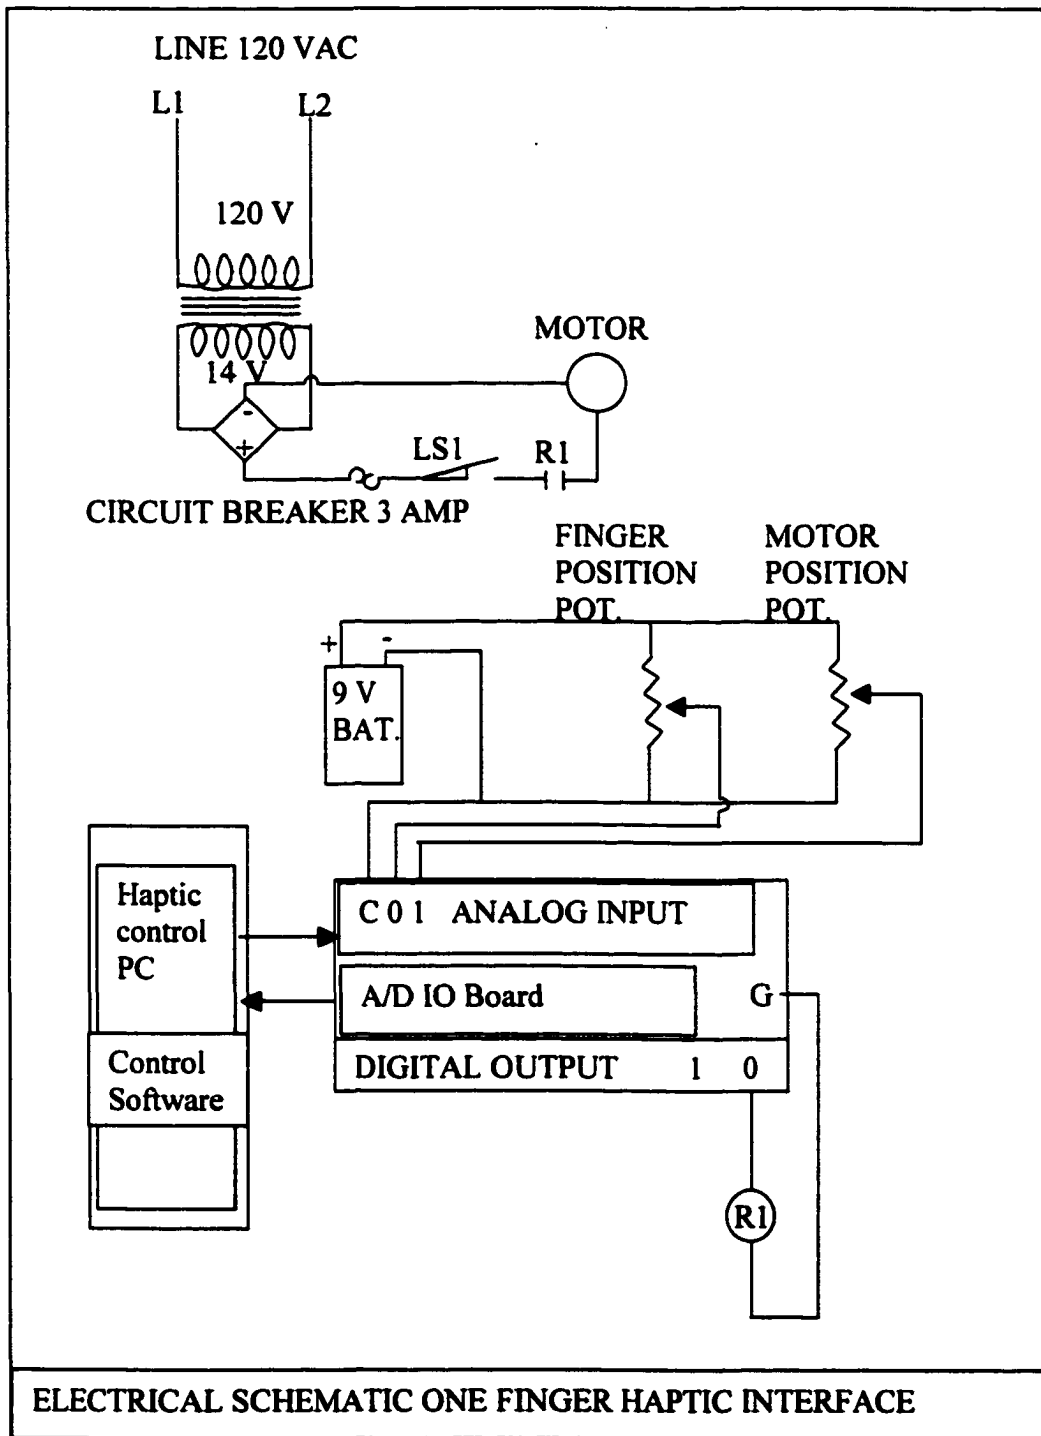 LINE 120 VAC
L1 L2
120 V
14 V
MOTOR
-
+
LS1 R1
CIRCUIT BREAKER 3 AMP
FINGER
POSITION
POT.
MOTOR
POSITION
POT.
+ -
9 V
BAT.
Haptic
control
PC
Control
Software
C 0 1 ANALOG INPUT
A/D IO Board
G
DIGITAL OUTPUT 1 0
R1
ELECTRICAL SCHEMATIC ONE FINGER HAPTIC INTERFACE